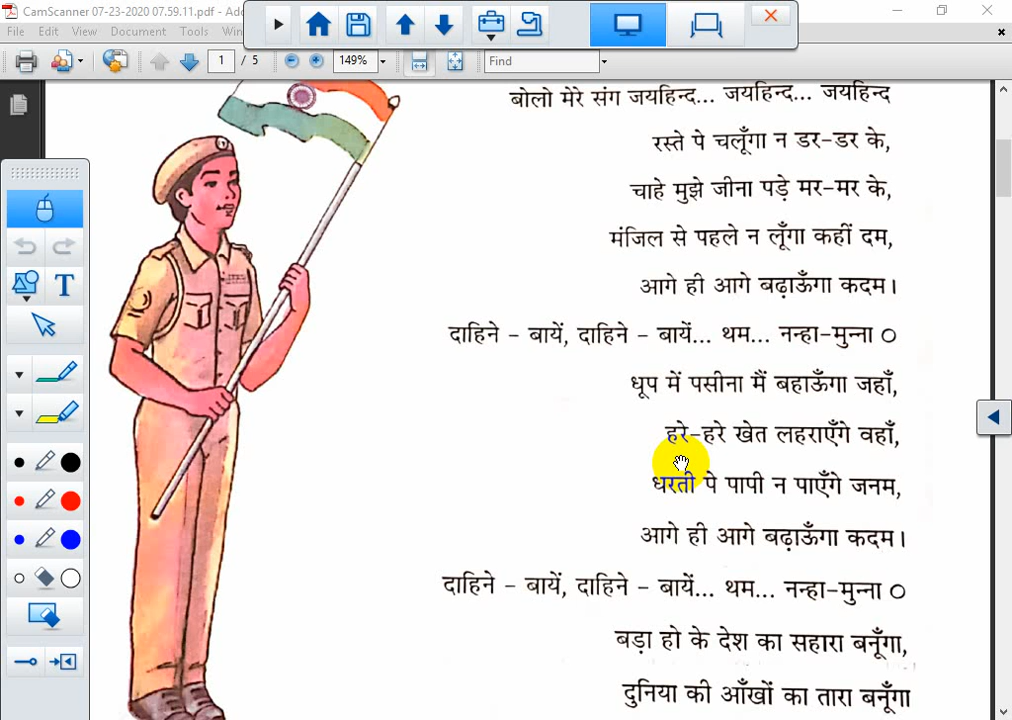 CamScanner 07-23-2020 07.59.11.pdf - Ado
File Edit View Document Tools Win
1 / 5 149% Find
T
बोलो मेरे संग जयहिन्द... जयहिन्द... जयहिन्द
रस्ते पे चलूँगा न डर-डर के,
चाहे मुझे जीना पड़े मर-मर के,
मंजिल से पहले न लूँगा कहीं दम,
आगे ही आगे बढ़ाऊँगा कदम।
दाहिने - बायें, दाहिने - बायें... थम... नन्हा-मुन्ना ○
धूप में पसीना मैं बहाऊँगा जहाँ,
हरे-हरे खेत लहराएँगे वहाँ,
धरती पे पापी न पाएँगे जनम,
आगे ही आगे बढ़ाऊँगा कदम।
दाहिने - बायें, दाहिने - बायें... थम... नन्हा-मुन्ना ○
बड़ा हो के देश का सहारा बनूँगा,
दुनिया की आँखों का तारा बनूँगा